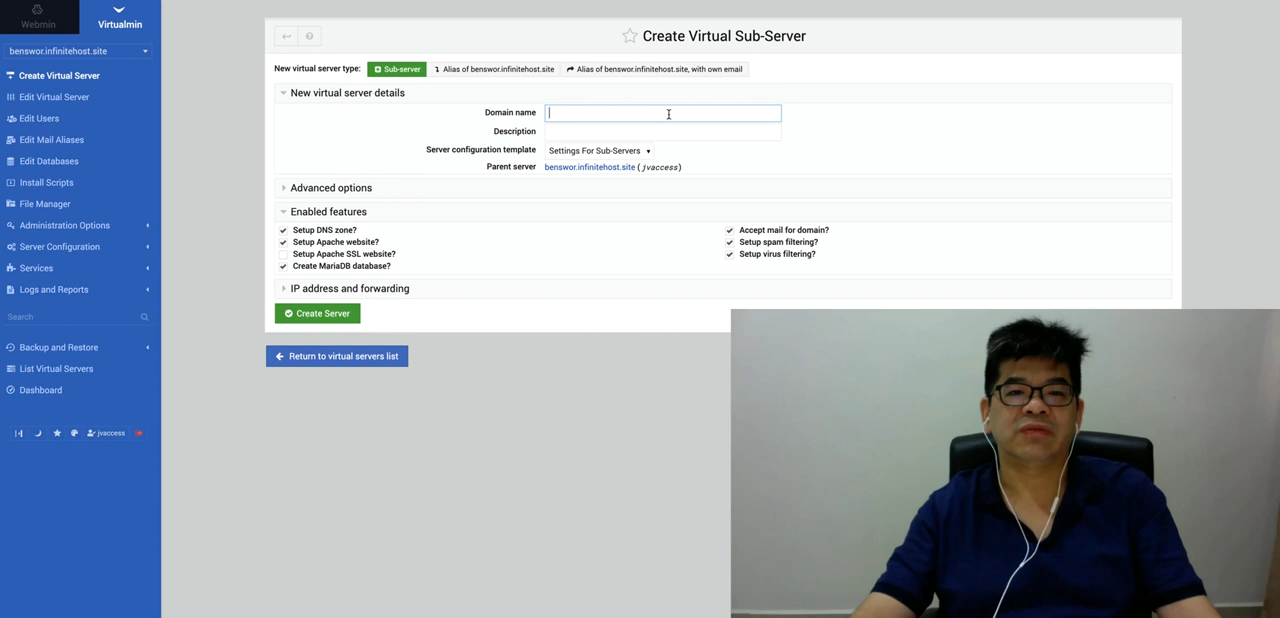 Webmin
Virtualmin
benswor.infinitehost.site
Create Virtual Server
Edit Virtual Server
Edit Users
Edit Mail Aliases
Edit Databases
Install Scripts
File Manager
Administration Options
Server Configuration
Services
Logs and Reports
Search
Backup and Restore
List Virtual Servers
Dashboard
jvaccess
Create Virtual Sub-Server
New virtual server type:
Sub-server
Alias of benswor.infinitehost.site
Alias of benswor.infinitehost.site, with own email
New virtual server details
Domain name
Description
Server configuration template
Settings For Sub-Servers
Parent server
benswor.infinitehost.site (jvaccess)
Advanced options
Enabled features
Setup DNS zone?
Setup Apache website?
Setup Apache SSL website?
Create MariaDB database?
Accept mail for domain?
Setup spam filtering?
Setup virus filtering?
IP address and forwarding
Create Server
Return to virtual servers list